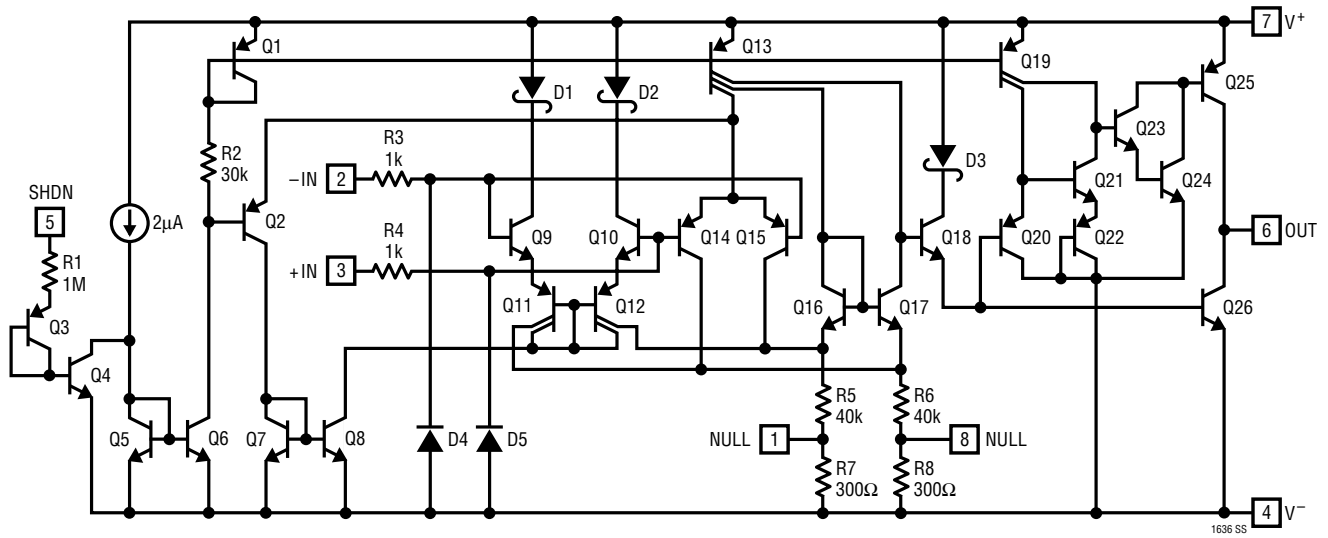 7 V+
Q1
Q13
Q19
Q25
D1
D2
Q23
R3
1k
R2
30k
D3
−IN 2
SHDN
5
2µA
Q2
Q21
Q24
R4
1k
Q9
Q10
Q14
Q15
Q18
Q20
Q22
6 OUT
+IN 3
R1
1M
Q11
Q12
Q16
Q17
Q26
Q3
Q4
R5
40k
R6
40k
Q5
Q6
Q7
Q8
D4
D5
NULL 1
8 NULL
R7
300Ω
R8
300Ω
4 V−
1636 SS